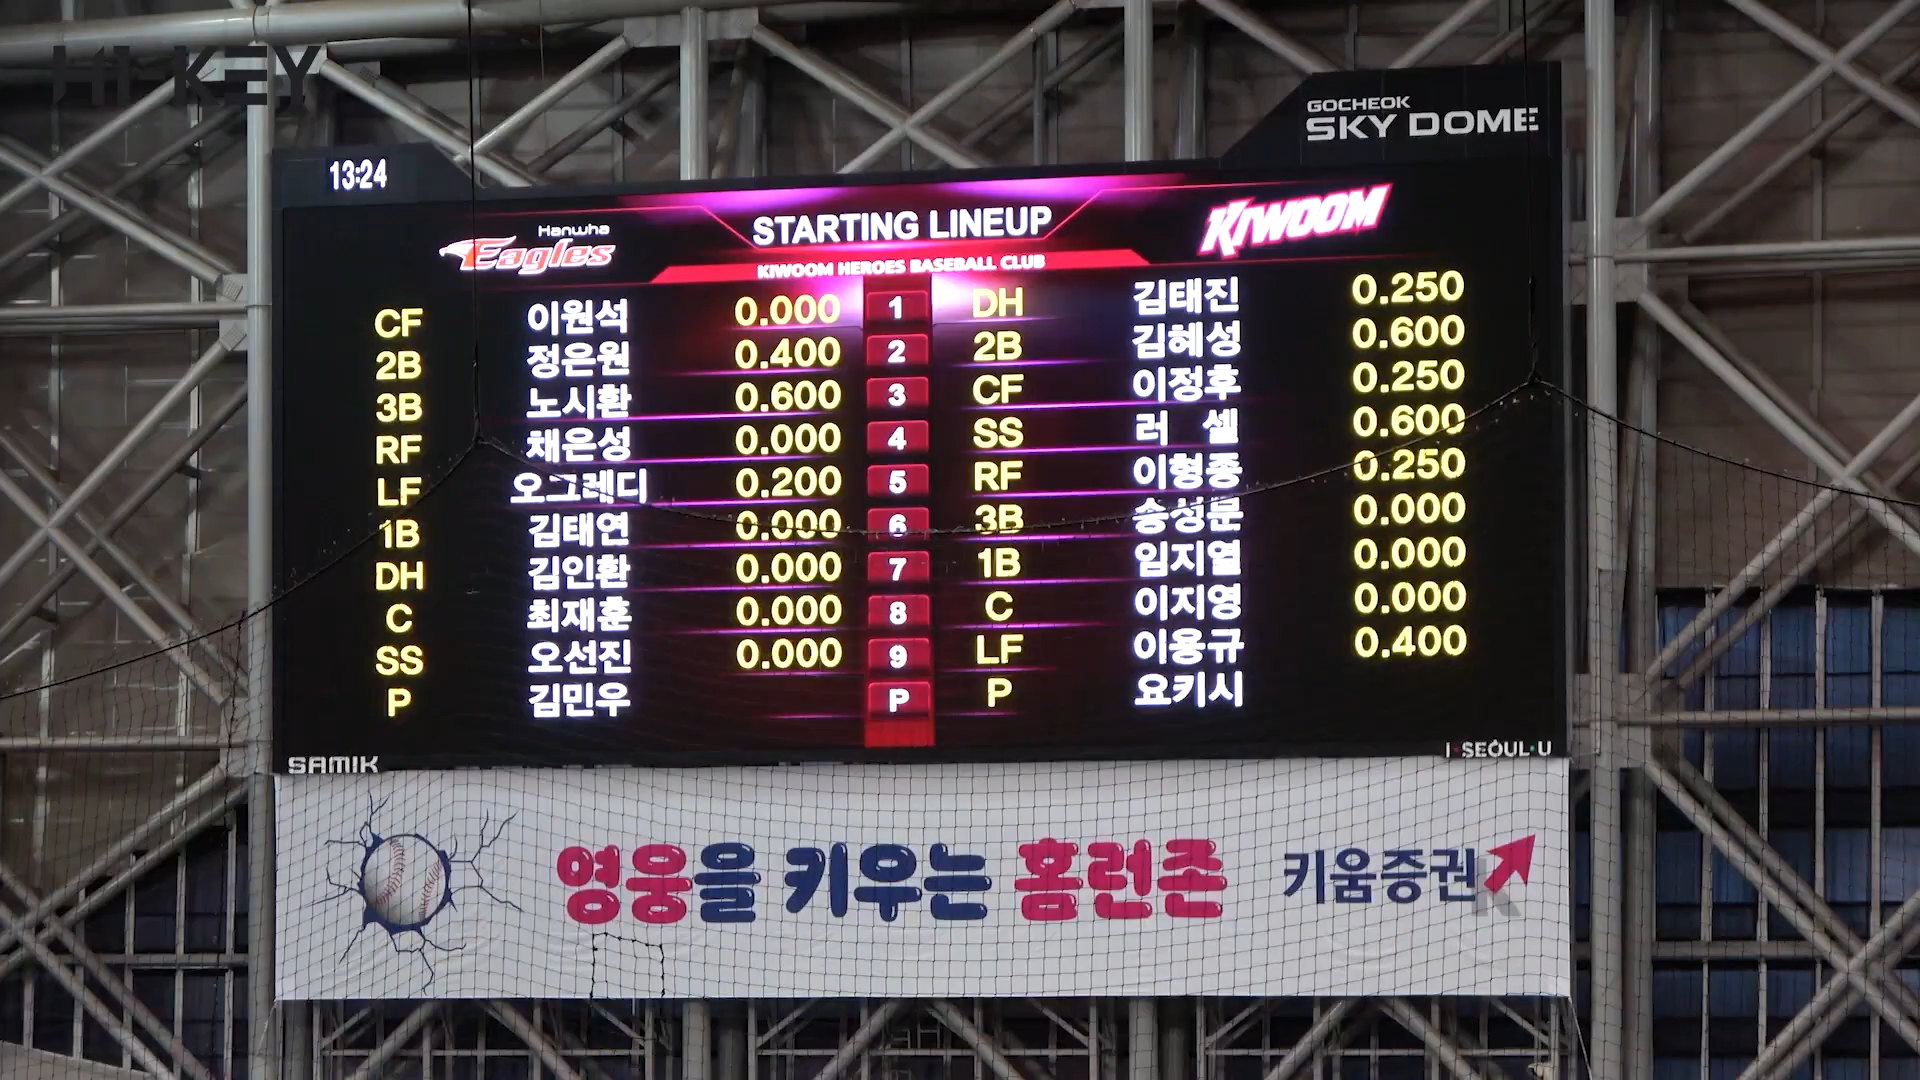 HI-KEY
GOCHEOK
SKY DOME
13:24
Hanwha
Eagles
STARTING LINEUP
KIWOOM
KIWOOM HEROES BASEBALL CLUB
CF 이원석 0.000 1 DH 김태진 0.250
2B 정은원 0.400 2 2B 김혜성 0.600
3B 노시환 0.600 3 CF 이정후 0.250
RF 채은성 0.000 4 SS 러 셀 0.600
LF 오그레디 0.200 5 RF 이형종 0.250
1B 김태연 0.000 6 3B 송성문 0.000
DH 김인환 0.000 7 1B 임지열 0.000
C 최재훈 0.000 8 C 이지영 0.000
SS 오선진 0.000 9 LF 이용규 0.400
P 김민우 P P 요키시
SAMIK
I·SEOUL·U
영웅을 키우는 홈런존 키움증권